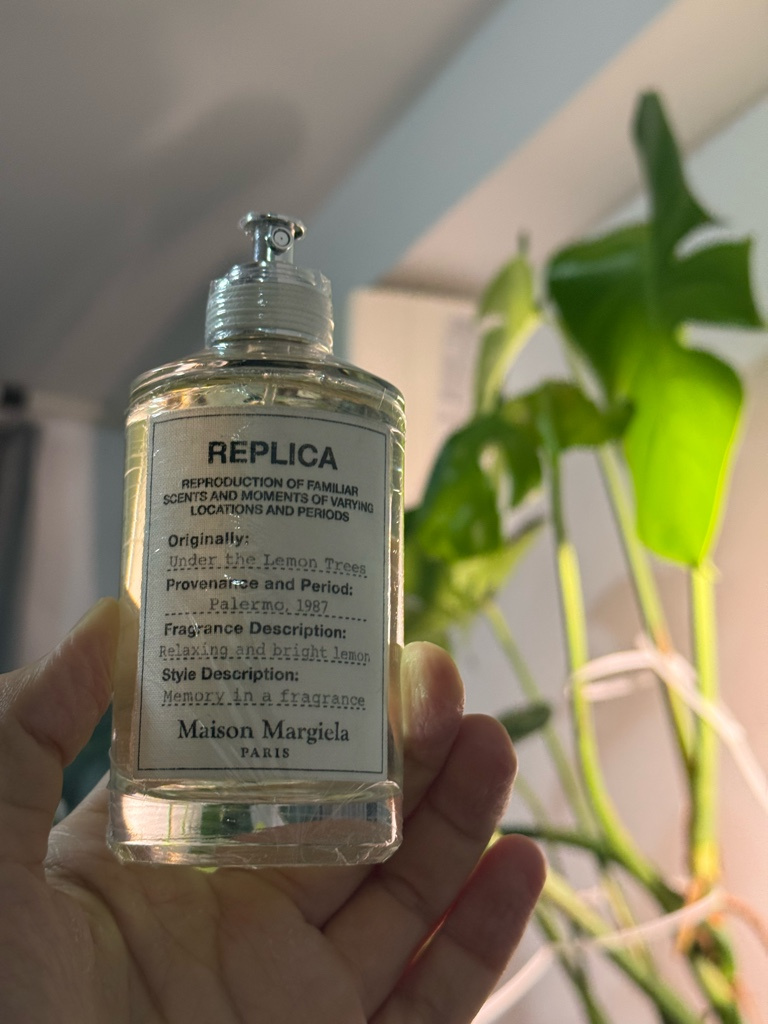 REPLICA
REPRODUCTION OF FAMILIAR
SCENTS AND MOMENTS OF VARYING
LOCATIONS AND PERIODS
Originally:
Under the Lemon Trees
Provenance and Period:
Palermo, 1987
Fragrance Description:
Relaxing and bright lemon
Style Description:
Memory in a fragrance
Maison Margiela
PARIS